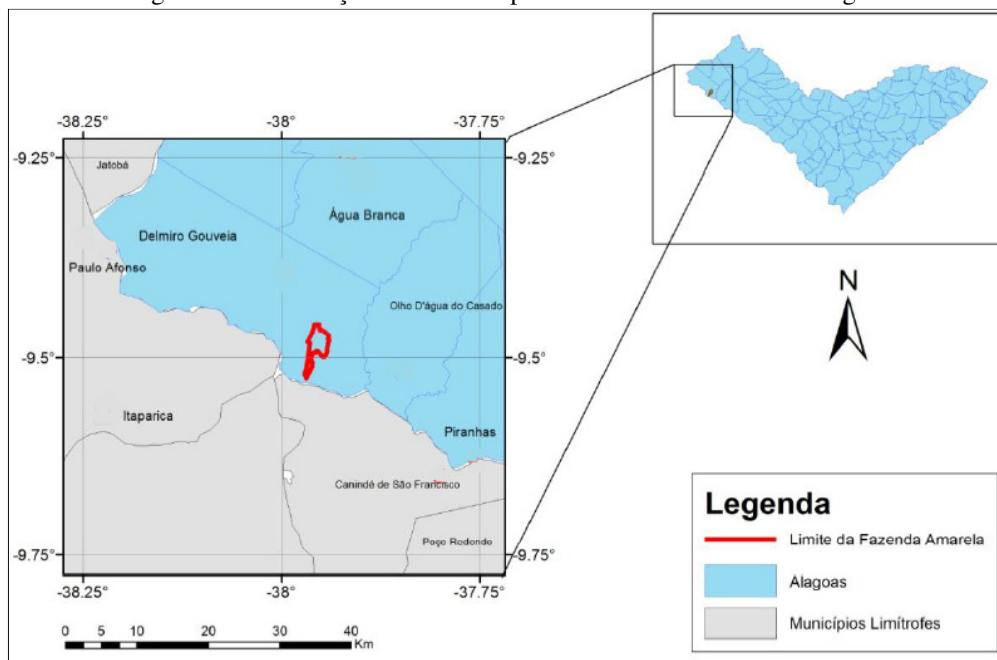 -38.25°
-38°
-37.75°
-9.25°
-9.25°
Jatobá
Água Branca
Delmiro Gouveia
Paulo Afonso
Olho D'água do Casado
N
-9.5°
-9.5°
Itaparica
Piranhas
Canindé de São Francisco
Poço Redondo
-9.75°
-9.75°
-38.25°
-38°
-37.75°
0 5 10 20 30 40
Km
Legenda
Limite da Fazenda Amarela
Alagoas
Municípios Limítrofes